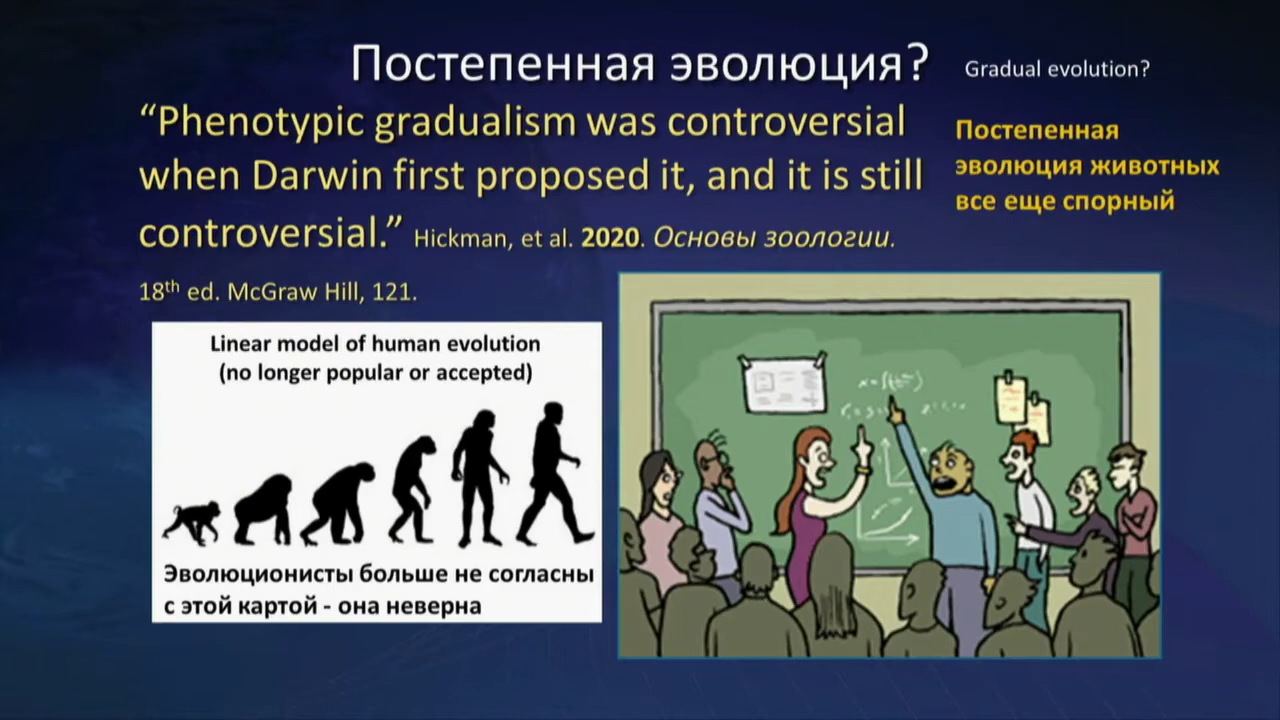 Постепенная эволюция?
Gradual evolution?
“Phenotypic gradualism was controversial
when Darwin first proposed it, and it is still
controversial.” Hickman, et al. 2020. Основы зоологии.
18th ed. McGraw Hill, 121.
Постепенная
эволюция животных
все еще спорный
Linear model of human evolution
(no longer popular or accepted)
Эволюционисты больше не согласны
с этой картой - она неверна